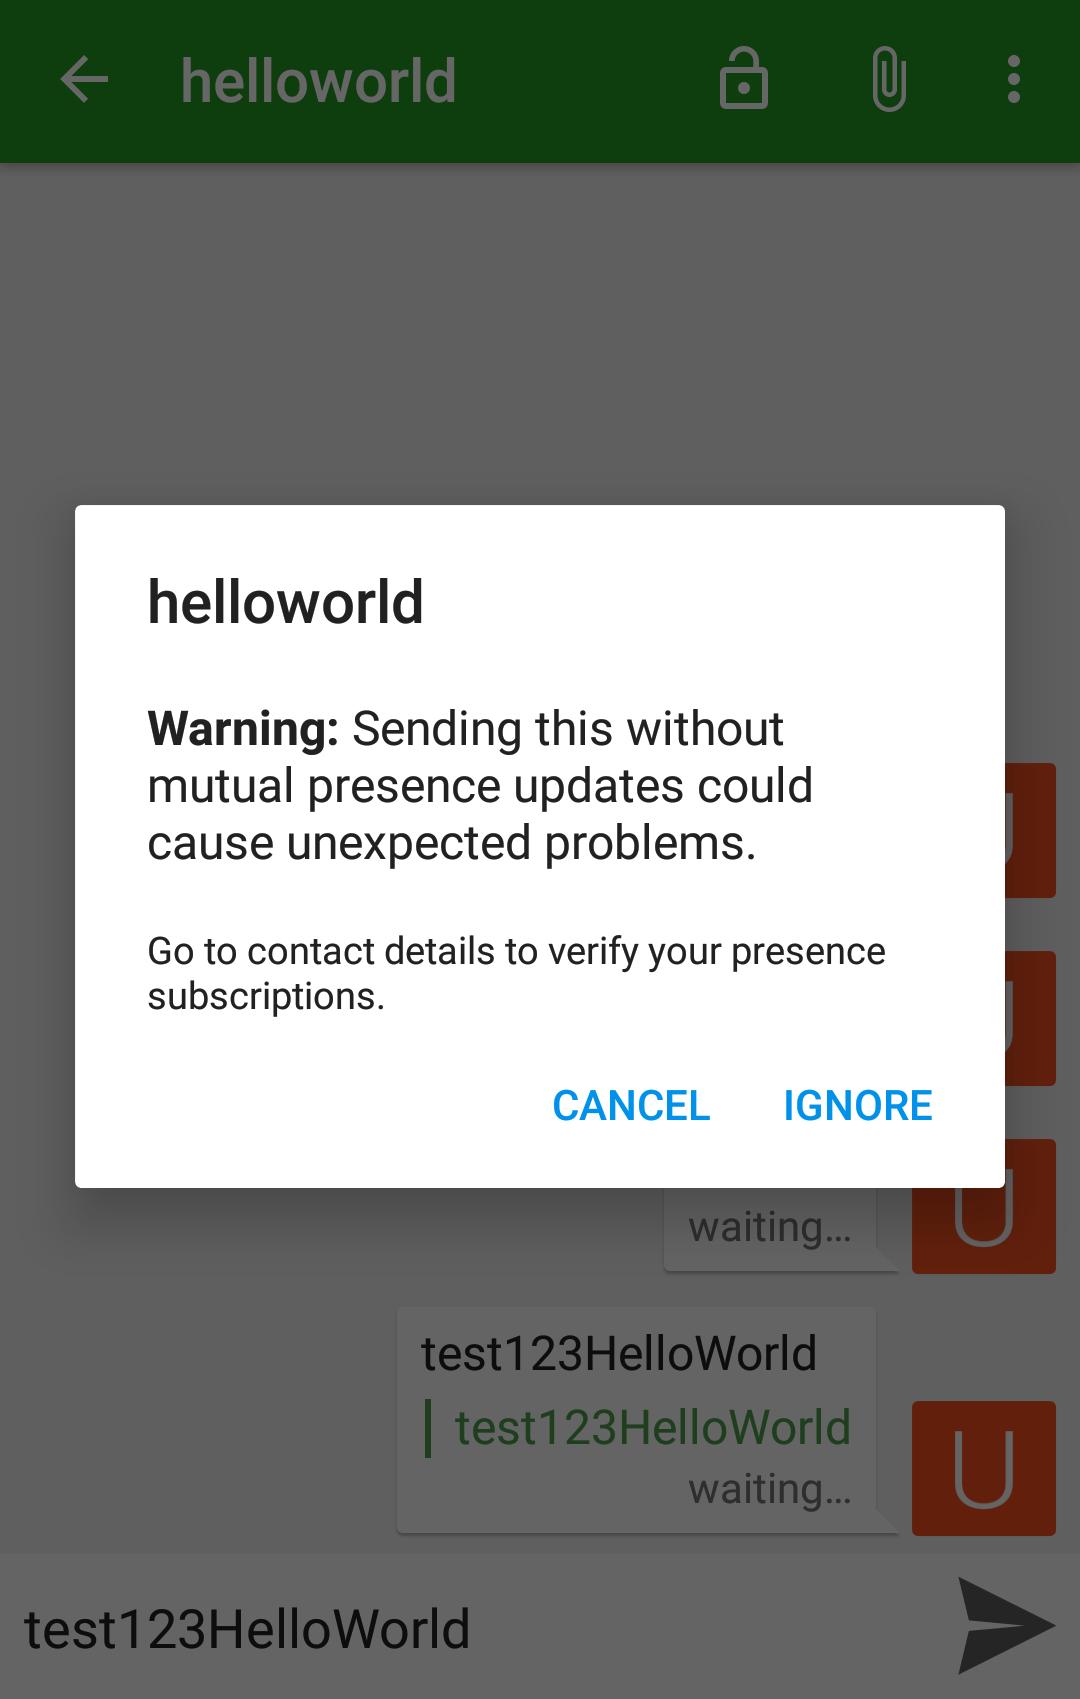 helloworld
helloworld
Warning: Sending this without
mutual presence updates could
cause unexpected problems.
Go to contact details to verify your presence
subscriptions.
CANCEL IGNORE
waiting…
U
test123HelloWorld
test123HelloWorld
waiting…
U
test123HelloWorld